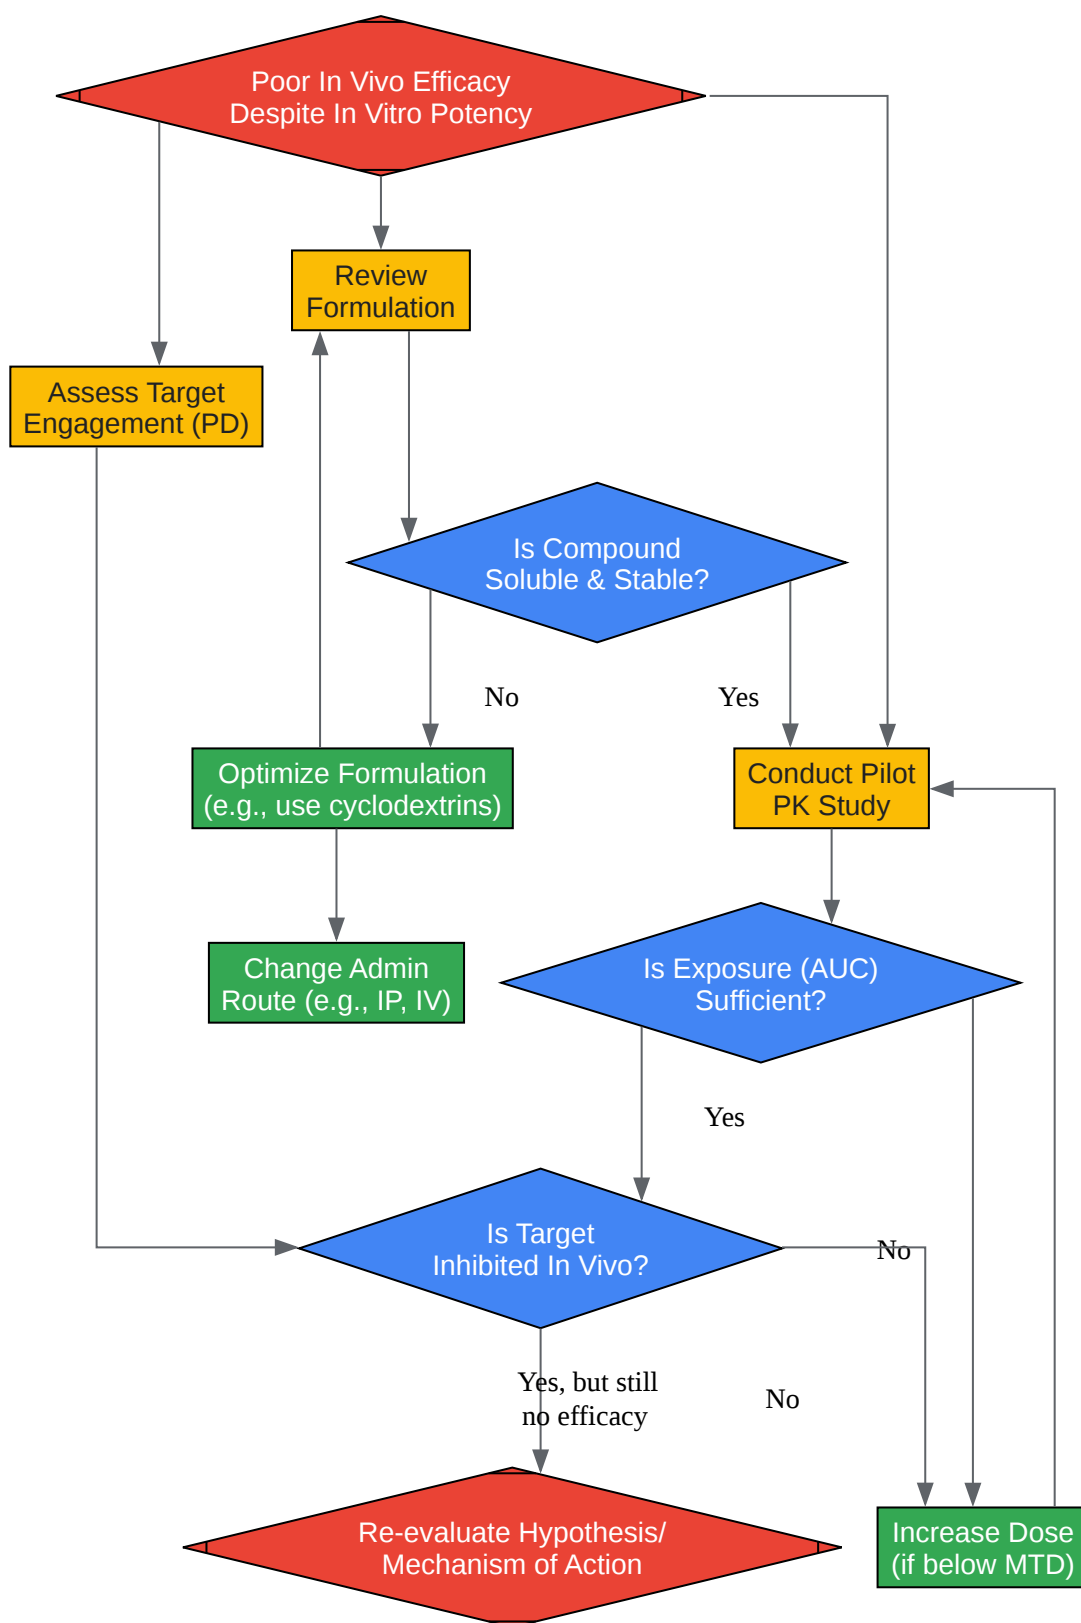 Poor In Vivo Efficacy
Despite In Vitro Potency
Review
Formulation
Assess Target
Engagement (PD)
Is Compound
Soluble & Stable?
No
Yes
Optimize Formulation
(e.g., use cyclodextrins)
Conduct Pilot
PK Study
Change Admin
Route (e.g., IP, IV)
Is Exposure (AUC)
Sufficient?
Yes
Is Target
Inhibited In Vivo?
No
Yes, but still
no efficacy
No
Re-evaluate Hypothesis/
Mechanism of Action
Increase Dose
(if below MTD)